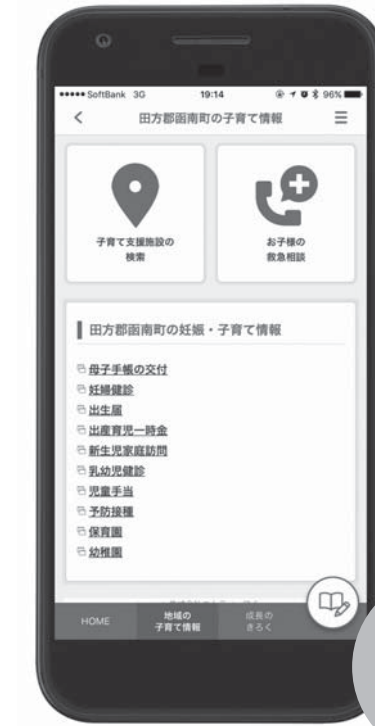 SoftBank 3G 19:14 96%
田方郡函南町の子育て情報
子育て支援施設の
検索
お子様の
救急相談
田方郡函南町の妊娠・子育て情報
母子手帳の交付
妊婦健診
出生届
出産育児一時金
新生児家庭訪問
乳幼児健診
児童手当
予防接種
保育園
幼稚園
HOME
地域の
子育て情報
成長の
きろく